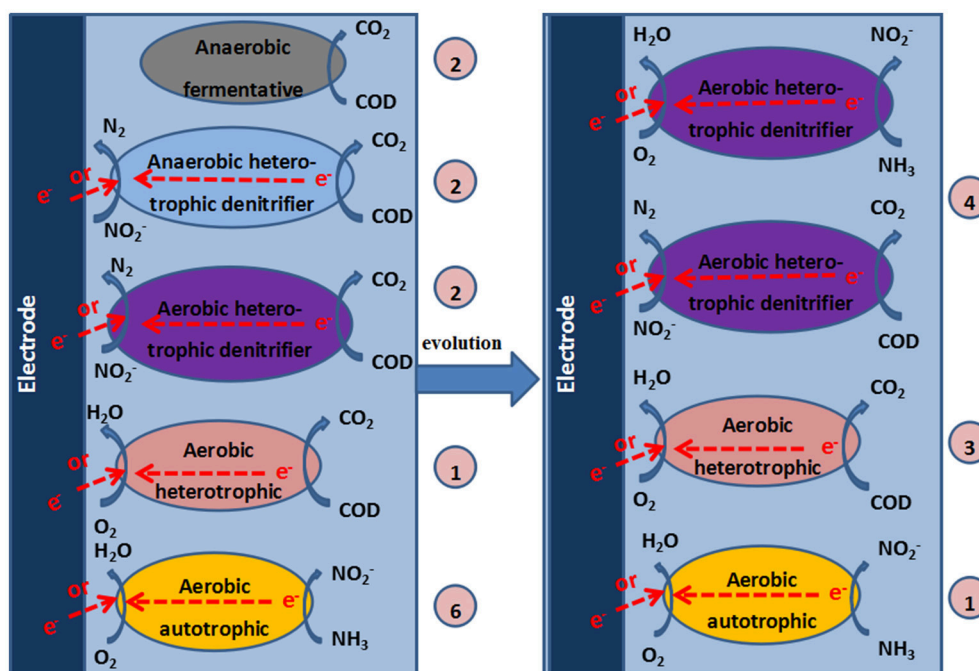 Electrode
Anaerobic
fermentative
CO₂
COD
2
N₂
or
e⁻
NO₂⁻
Anaerobic hetero-
e⁻
trophic denitrifier
CO₂
COD
2
N₂
or
e⁻
NO₂⁻
Aerobic hetero-
e⁻
trophic denitrifier
CO₂
COD
2
H₂O
or
e⁻
O₂
Aerobic
e⁻
heterotrophic
CO₂
COD
1
H₂O
or
e⁻
O₂
Aerobic
e⁻
autotrophic
NO₂⁻
NH₃
6
evolution
Electrode
H₂O
or
e⁻
O₂
Aerobic hetero-
e⁻
trophic denitrifier
NO₂⁻
NH₃
4
N₂
or
e⁻
NO₂⁻
Aerobic hetero-
e⁻
trophic denitrifier
CO₂
COD
H₂O
or
e⁻
O₂
Aerobic
e⁻
heterotrophic
CO₂
COD
3
H₂O
or
e⁻
O₂
Aerobic
e⁻
autotrophic
NO₂⁻
NH₃
1